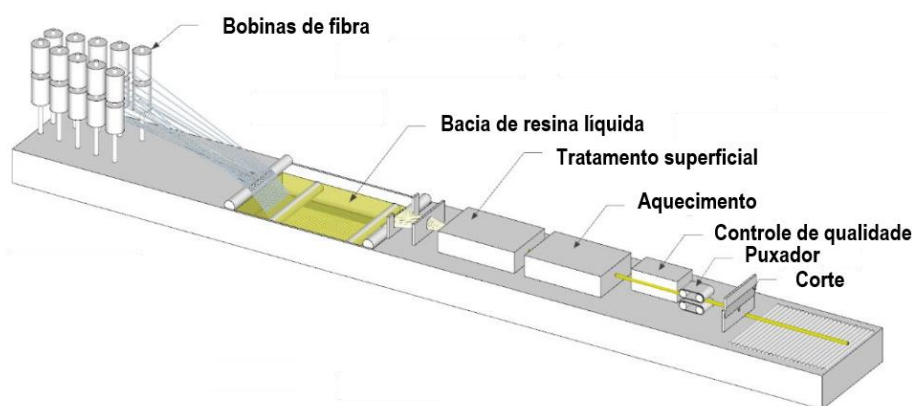 Bobinas de fibra
Bacia de resina líquida
Tratamento superficial
Aquecimento
Controle de qualidade
Puxador
Corte